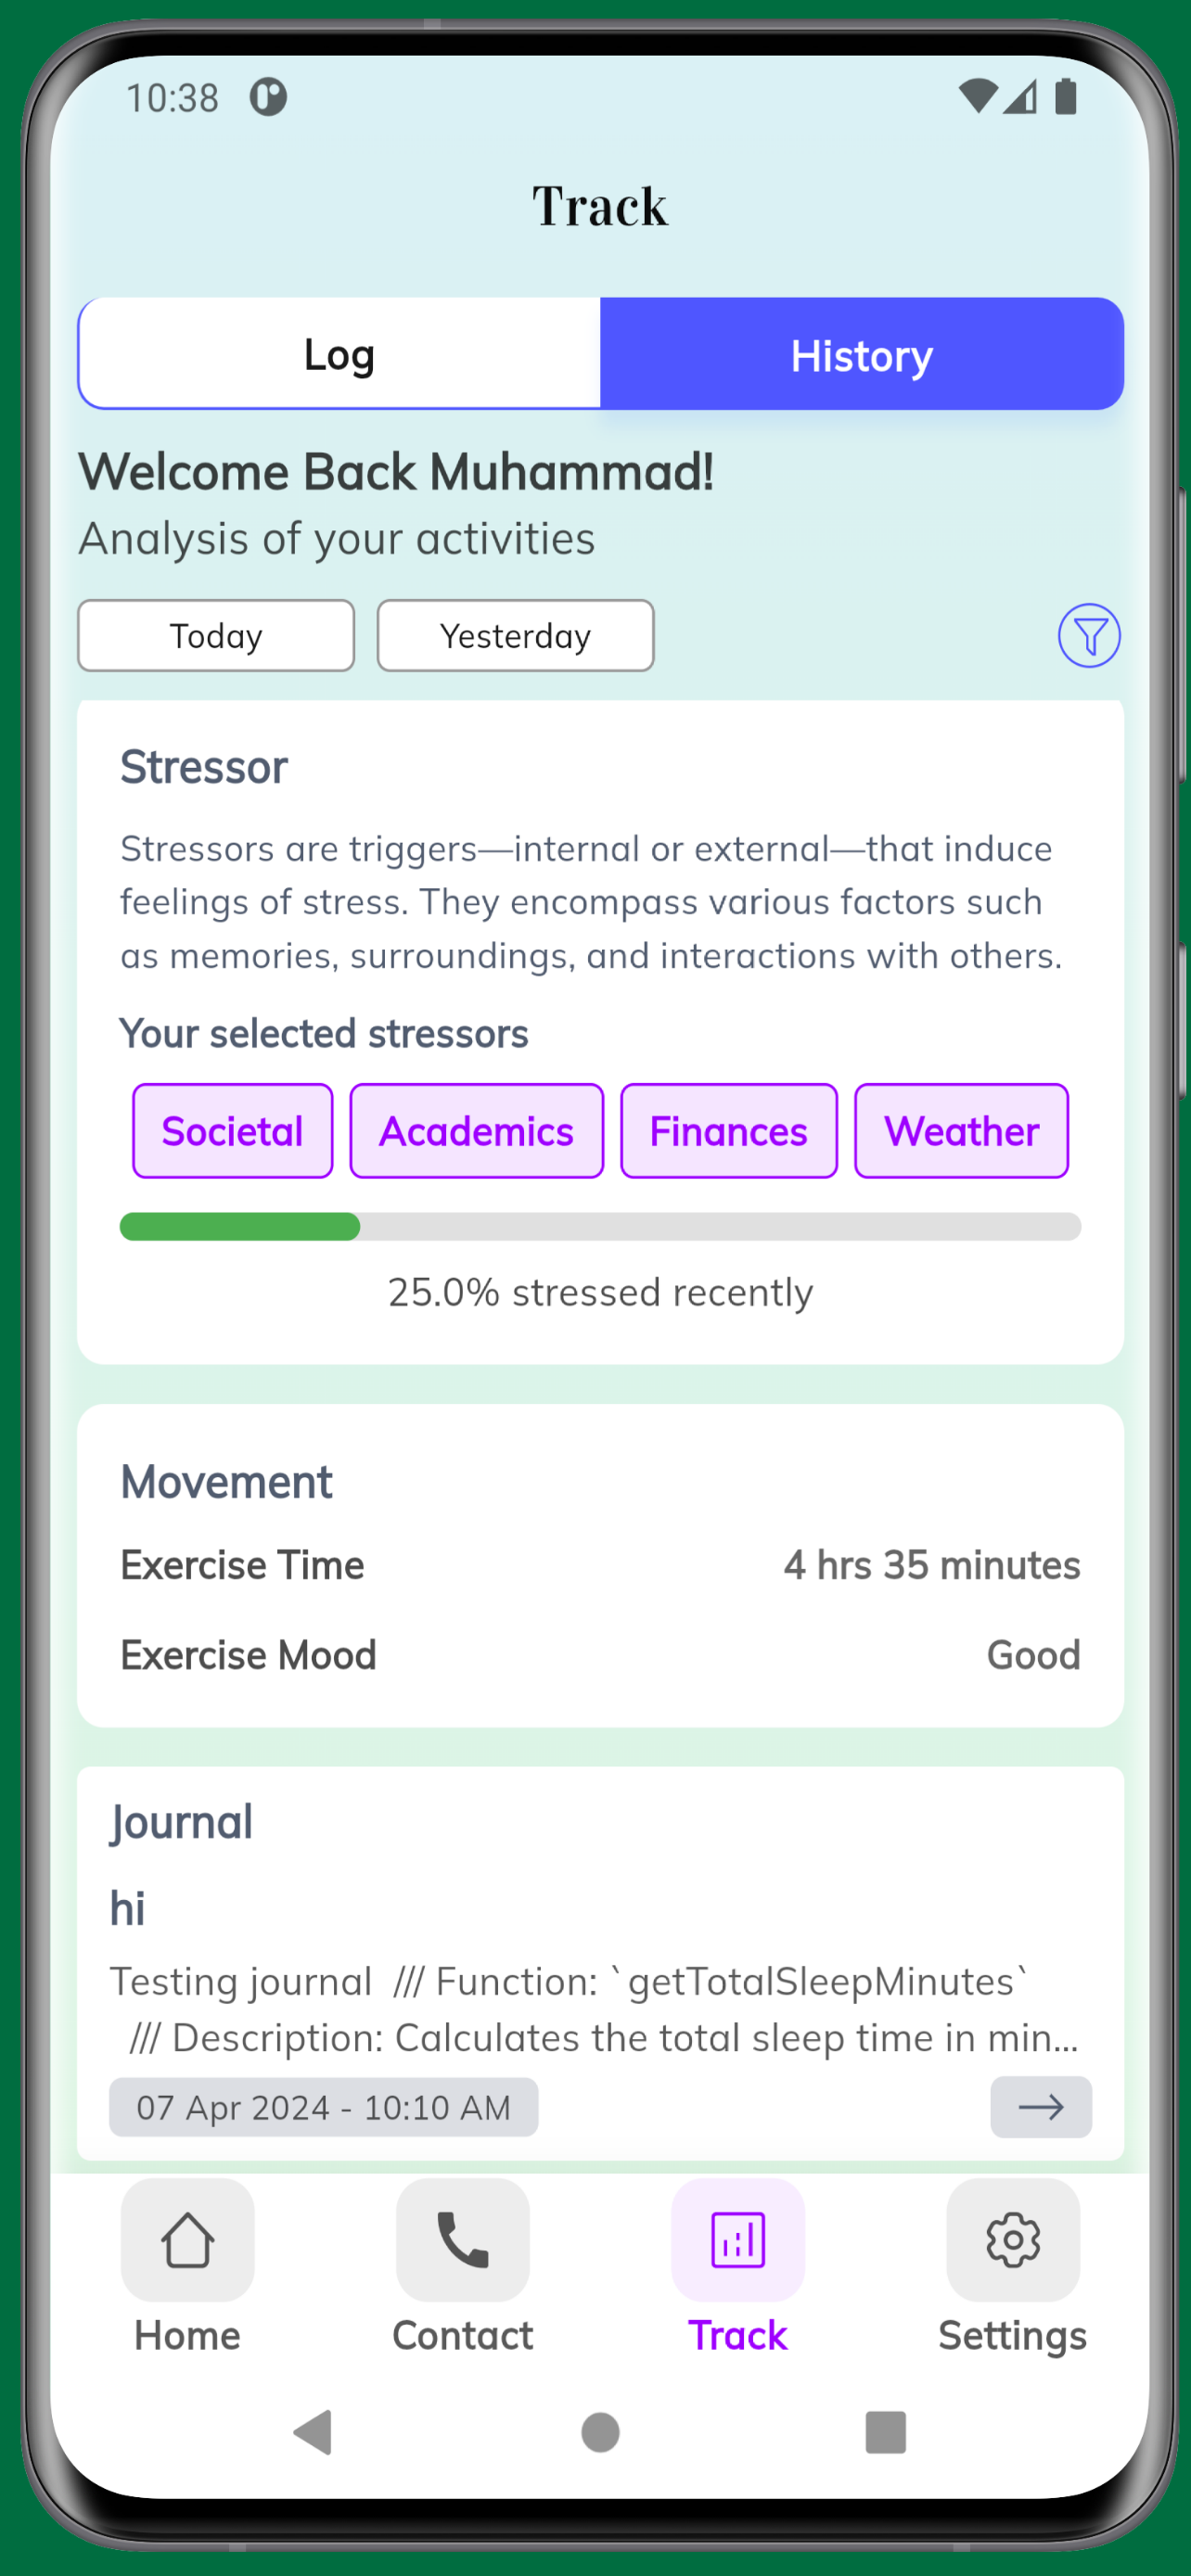 10:38
Track
Log History
Welcome Back Muhammad!
Analysis of your activities
Today Yesterday
Stressor
Stressors are triggers—internal or external—that induce
feelings of stress. They encompass various factors such
as memories, surroundings, and interactions with others.
Your selected stressors
Societal Academics Finances Weather
25.0% stressed recently
Movement
Exercise Time 4 hrs 35 minutes
Exercise Mood Good
Journal
hi
Testing journal  /// Function: `getTotalSleepMinutes`
/// Description: Calculates the total sleep time in min...
07 Apr 2024 - 10:10 AM
Home Contact Track Settings